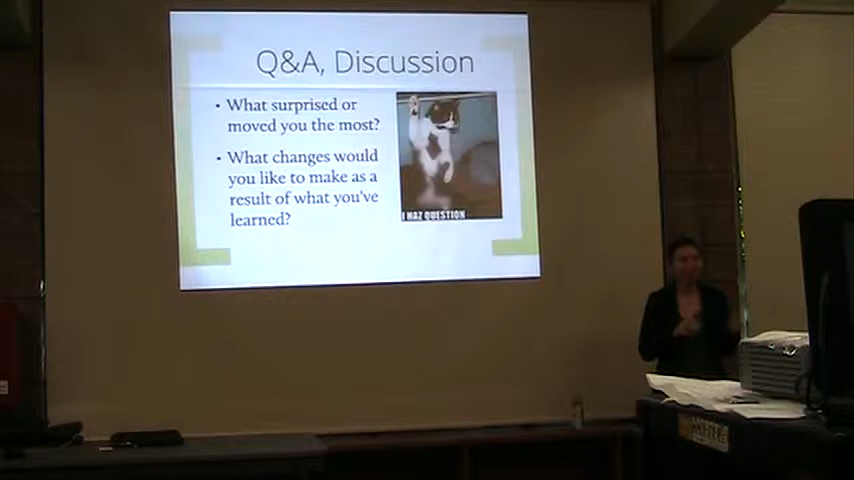 Q&A, Discussion
• What surprised or
moved you the most?
• What changes would
you like to make as a
result of what you've
learned?
I HAZ QUESTION